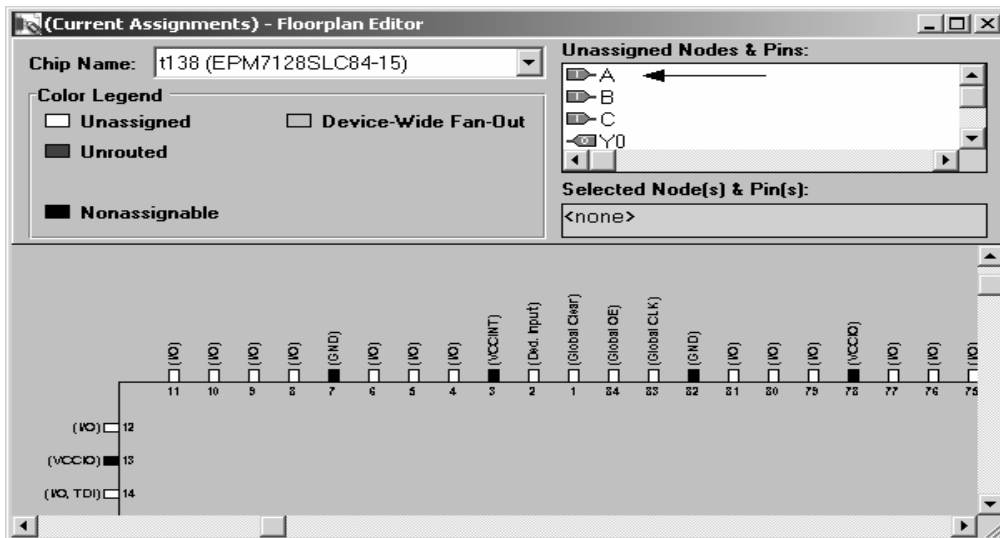 (Current Assignments) - Floorplan Editor
Chip Name: t138 (EPM7128SLC84-15)
Unassigned Nodes & Pins:
A
B
C
Y0
Color Legend
Unassigned
Device-Wide Fan-Out
Unrouted
Nonassignable
Selected Node(s) & Pin(s):
<none>
(I/O) (I/O) (I/O) (I/O) (GND) (I/O) (I/O) (I/O) (VCCINT) (Ded. Input) (Global Clear) (Global OE) (Global CLK) (GND) (I/O) (I/O) (I/O) (VCCIO) (I/O) (I/O) (I/O)
11 10 9 8 7 6 5 4 3 2 1 84 83 82 81 80 79 78 77 76 75
(I/O) 12
(VCCIO) 13
(I/O, TDI) 14